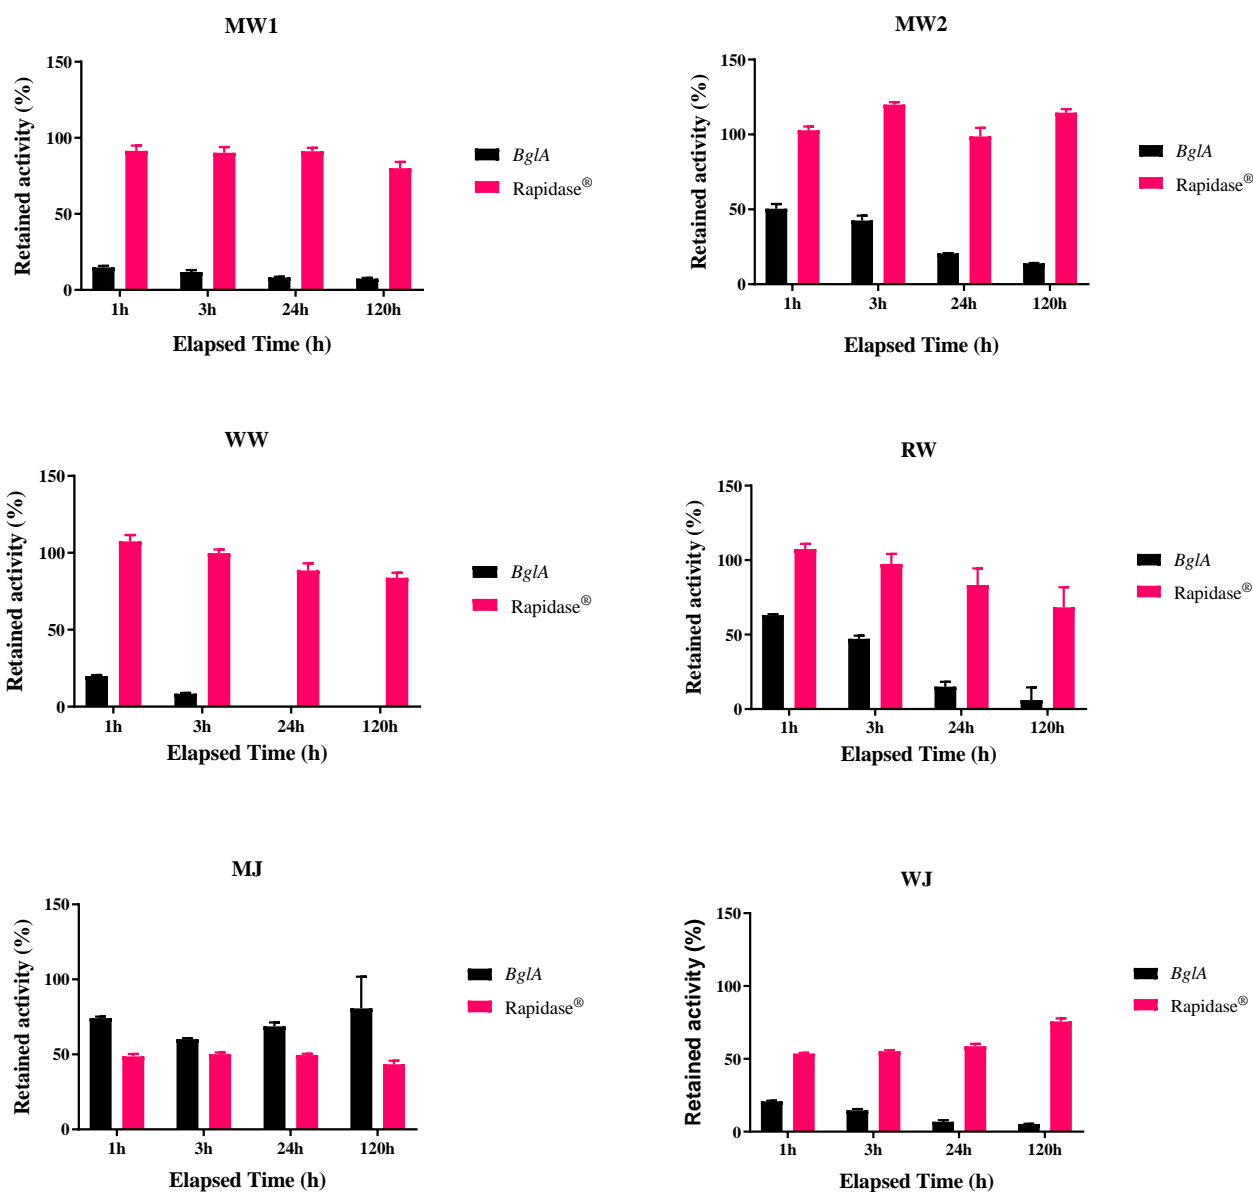 MW1
Retained activity (%)
150
100
50
0
1h 3h 24h 120h
Elapsed Time (h)
BglA
Rapidase®
MW2
Retained activity (%)
150
100
50
0
1h 3h 24h 120h
Elapsed Time (h)
BglA
Rapidase®
WW
Retained activity (%)
150
100
50
0
1h 3h 24h 120h
Elapsed Time (h)
BglA
Rapidase®
RW
Retained activity (%)
150
100
50
0
1h 3h 24h 120h
Elapsed Time (h)
BglA
Rapidase®
MJ
Retained activity (%)
150
100
50
0
1h 3h 24h 120h
Elapsed Time (h)
BglA
Rapidase®
WJ
Retained activity (%)
150
100
50
0
1h 3h 24h 120h
Elapsed Time (h)
BglA
Rapidase®